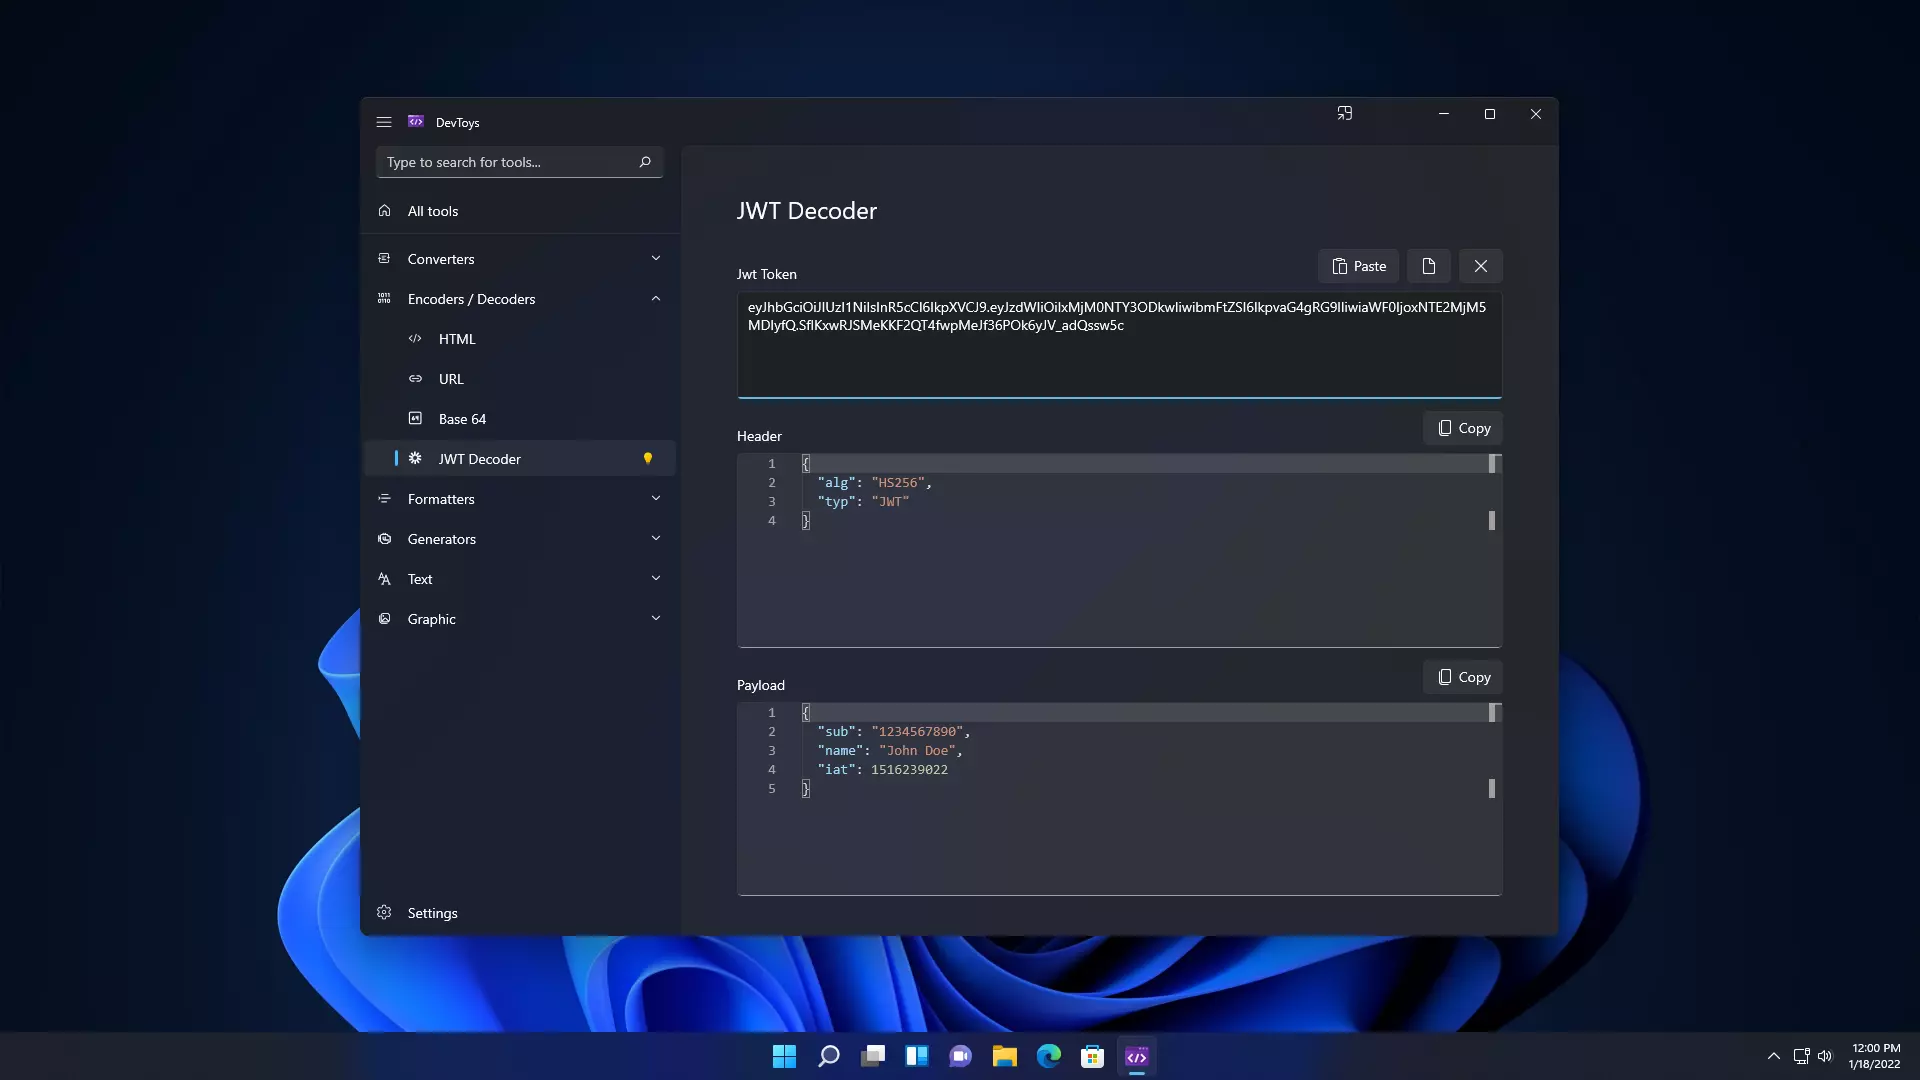 DevToys
Type to search for tools...
All tools
Converters
Encoders / Decoders
HTML
URL
Base 64
JWT Decoder
Formatters
Generators
Text
Graphic
Settings
JWT Decoder
Jwt Token
Paste
eyJhbGciOiJIUzI1NiIsInR5cCI6IkpXVCJ9.eyJzdWIiOiIxMjM0NTY3ODkwIiwibmFtZSI6IkpvaG4gRG9lIiwiaWF0IjoxNTE2MjM5
MDIyfQ.SflKxwRJSMeKKF2QT4fwpMeJf36POk6yJV_adQssw5c
Header
Copy
1 {
2 "alg": "HS256",
3 "typ": "JWT"
4 }
Payload
Copy
1 {
2 "sub": "1234567890",
3 "name": "John Doe",
4 "iat": 1516239022
5 }
12:00 PM
1/18/2022